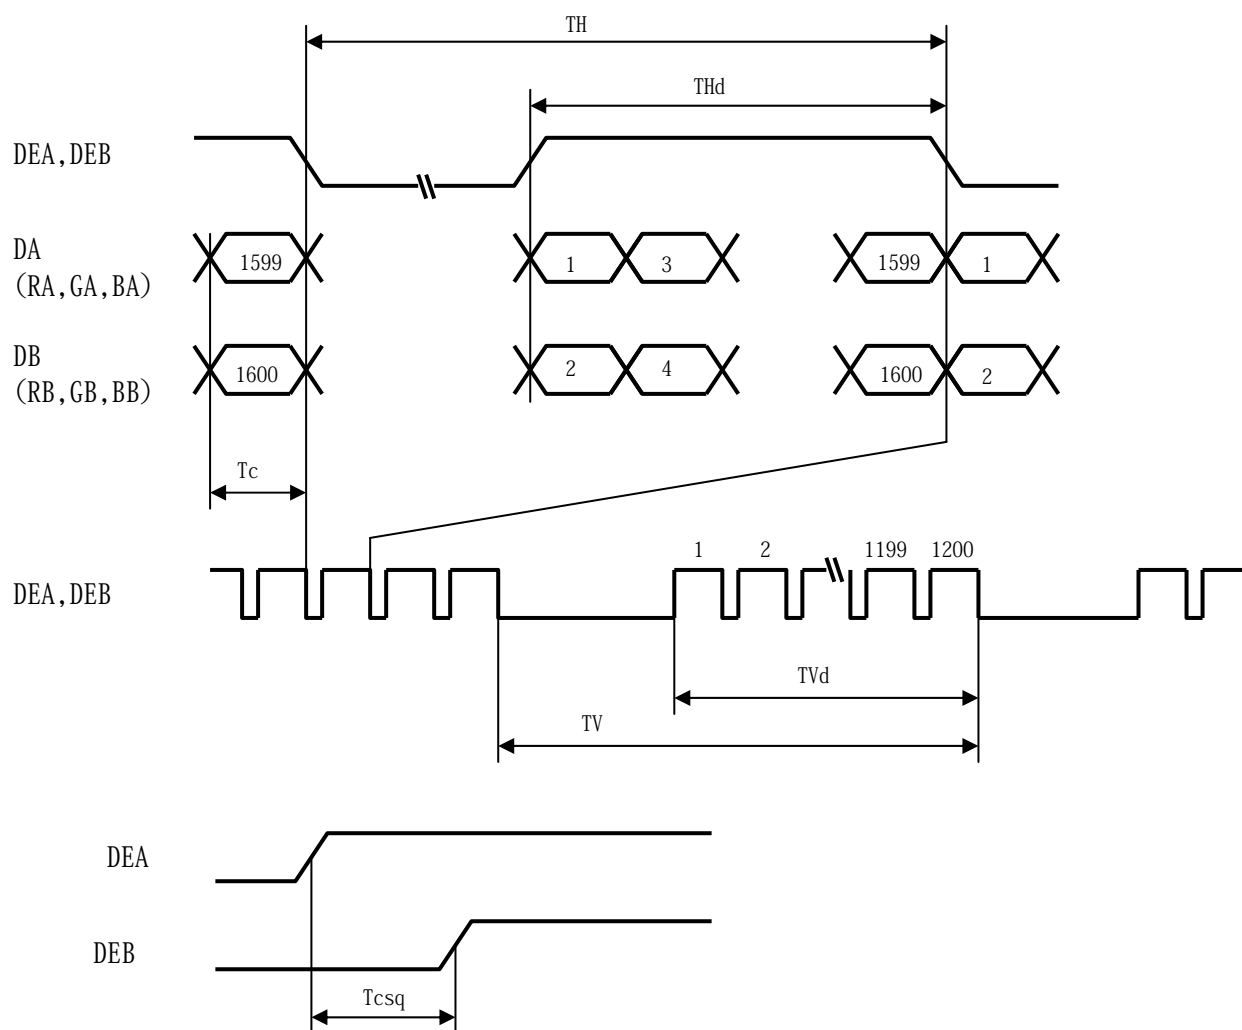 TH
THd
DEA,DEB
DA
(RA,GA,BA)
1599 1 3 1599 1
DB
(RB,GB,BB)
1600 2 4 1600 2
Tc
1 2 1199 1200
DEA,DEB
TVd
TV
DEA
DEB
Tcsq